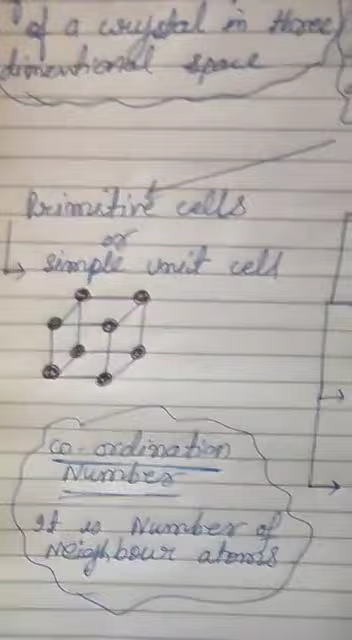 of a crystal in three
dimentional space
Primitive cells
or
simple unit cell
co-ordination
Number
It is Number of
Neighbour atoms